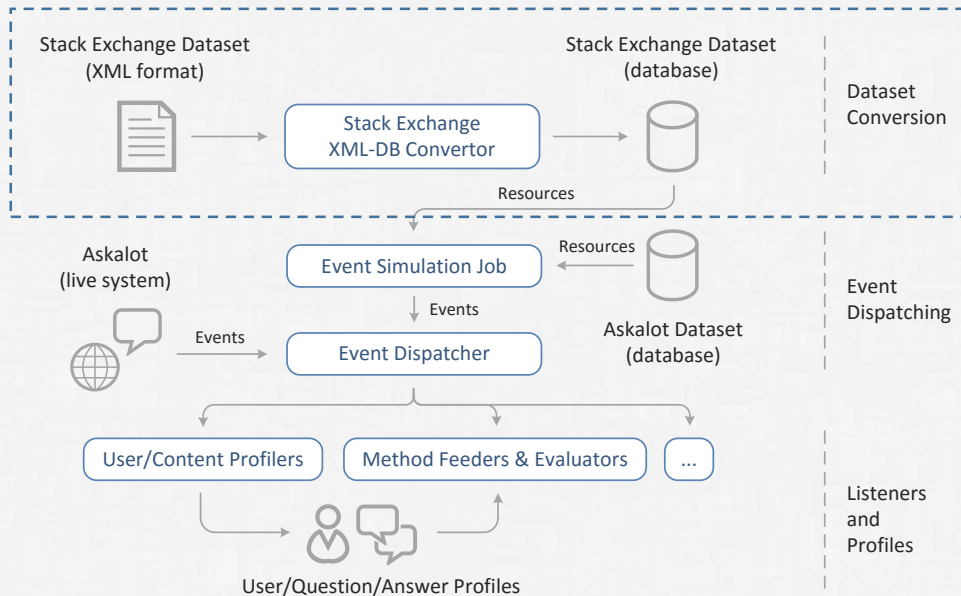 Stack Exchange Dataset
(XML format)
Stack Exchange Dataset
(database)
Stack Exchange
XML-DB Convertor
Dataset
Conversion
Resources
Askalot
(live system)
Event Simulation Job
Resources
Events
Event
Dispatching
Events
Event Dispatcher
Askalot Dataset
(database)
User/Content Profilers
Method Feeders & Evaluators
...
Listeners
and
Profiles
User/Question/Answer Profiles